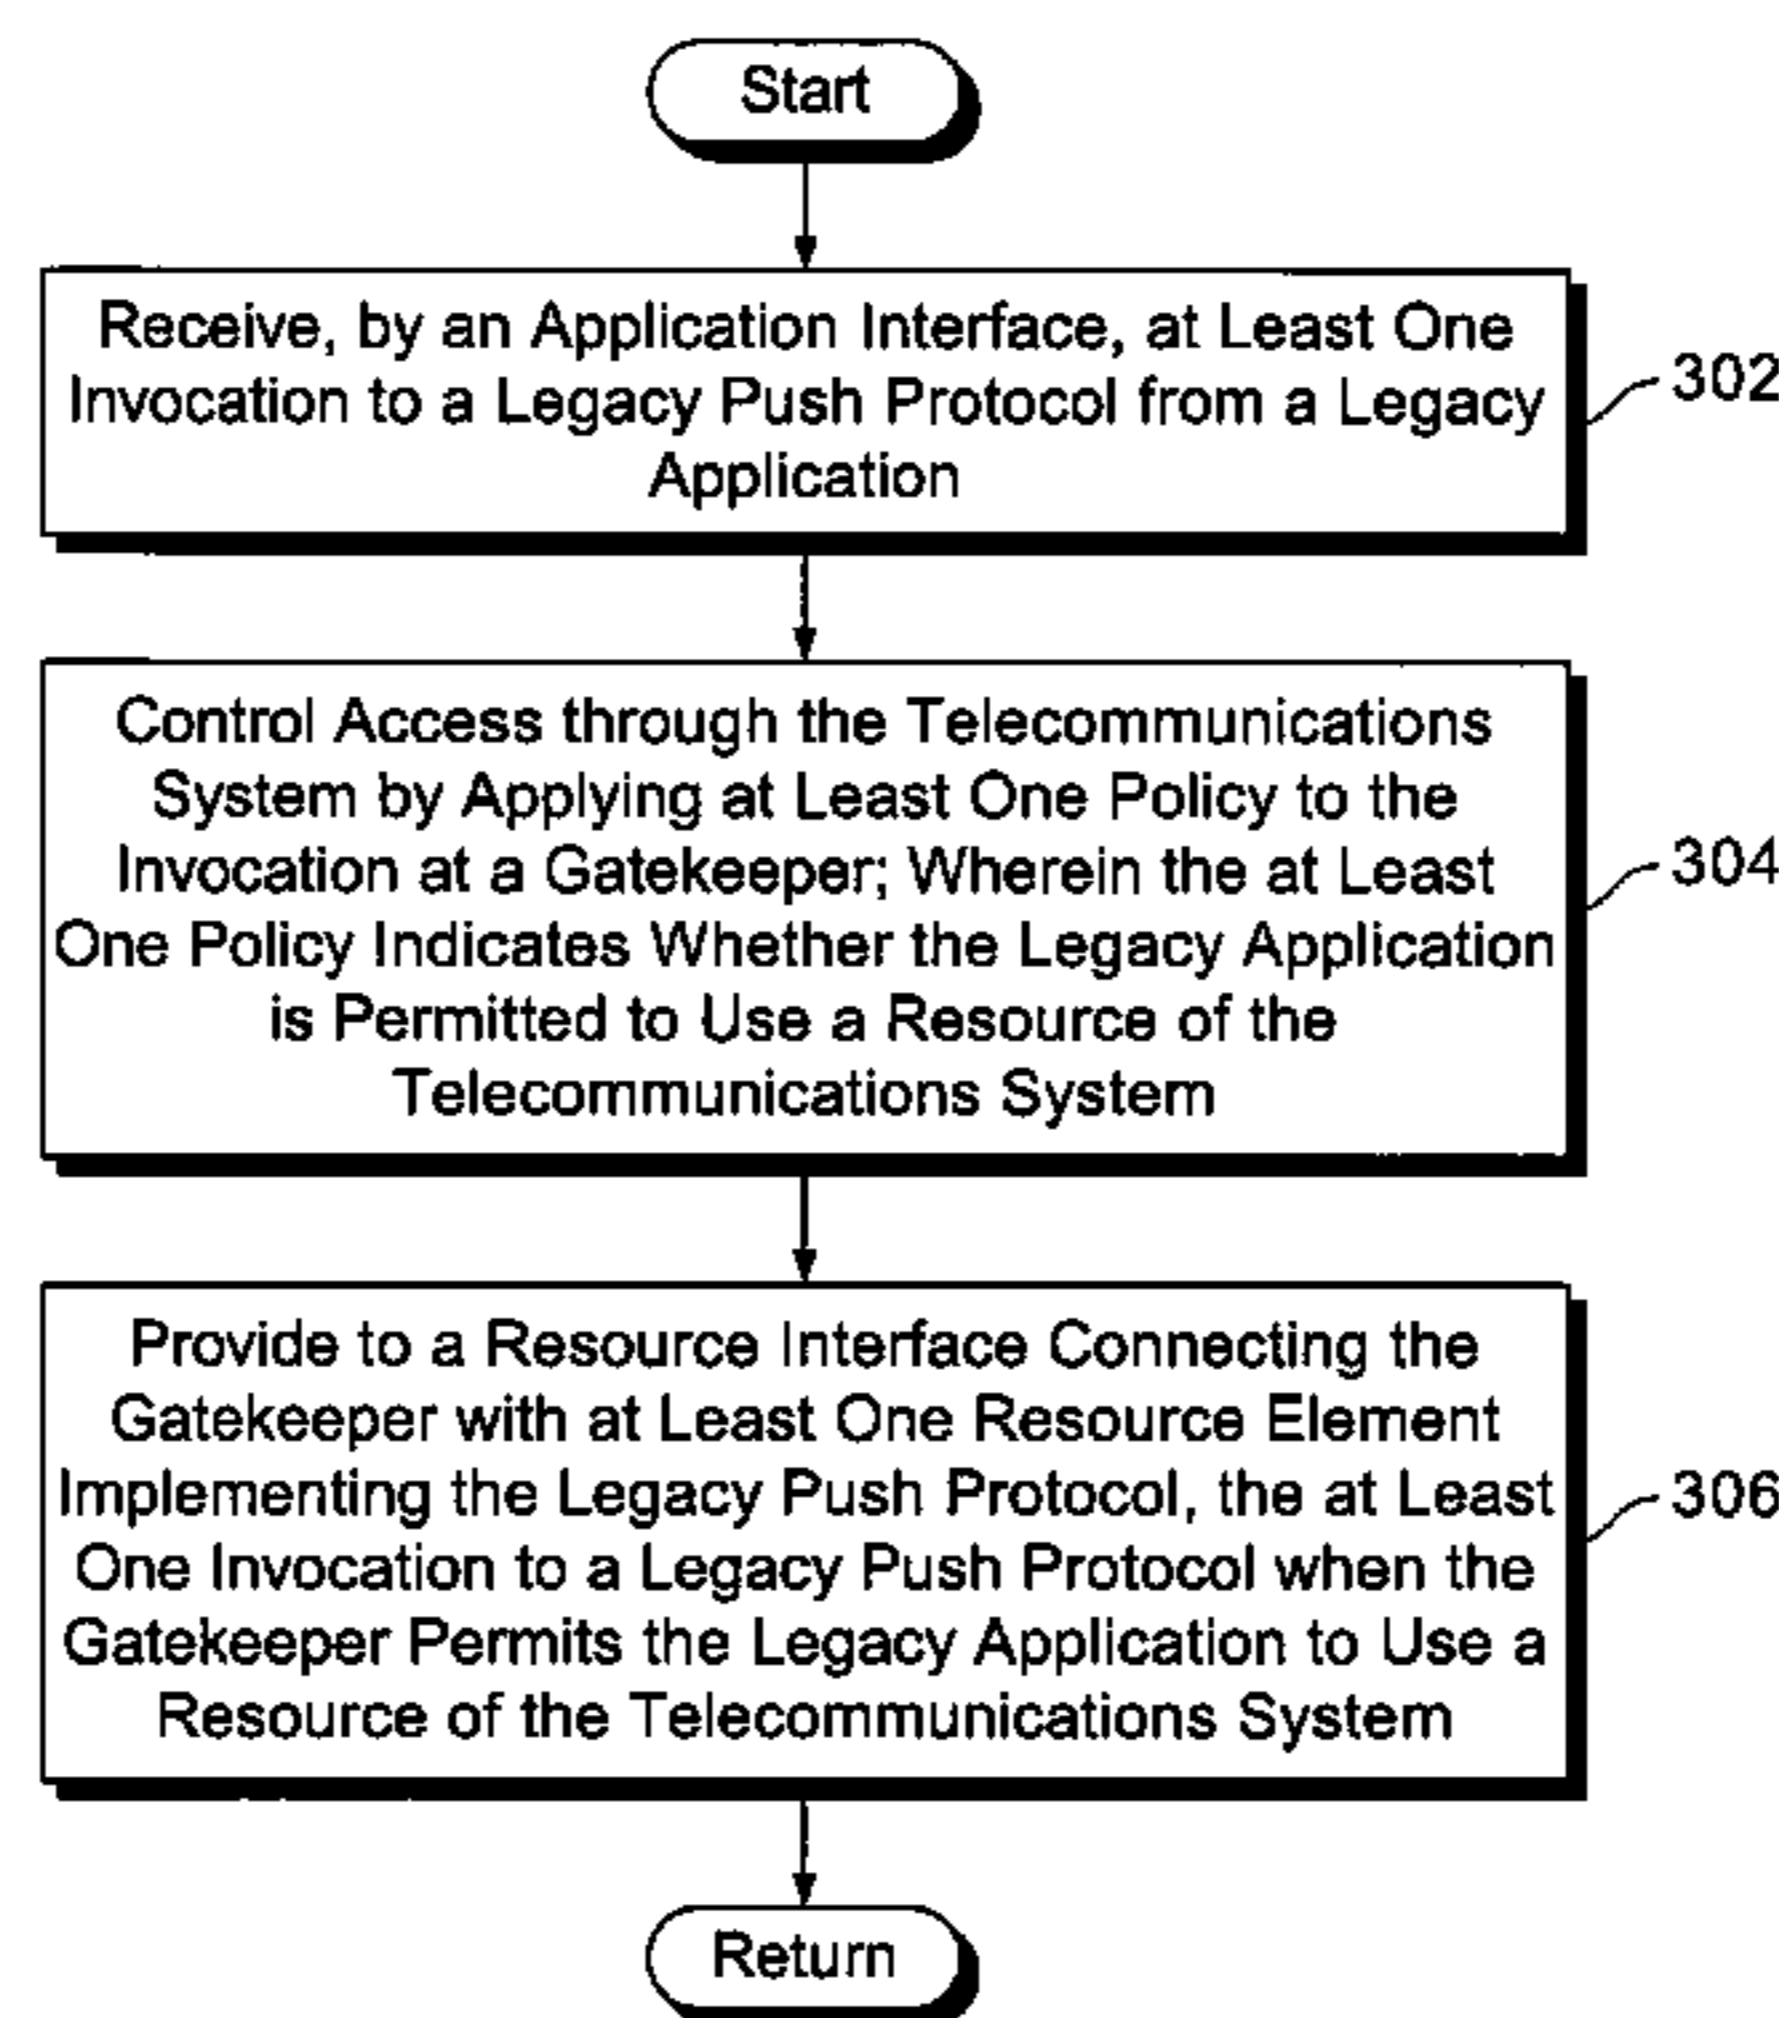 Start
Receive, by an Application Interface, at Least One
Invocation to a Legacy Push Protocol from a Legacy
Application
302
Control Access through the Telecommunications
System by Applying at Least One Policy to the
Invocation at a Gatekeeper; Wherein the at Least
One Policy Indicates Whether the Legacy Application
is Permitted to Use a Resource of the
Telecommunications System
304
Provide to a Resource Interface Connecting the
Gatekeeper with at Least One Resource Element
Implementing the Legacy Push Protocol, the at Least
One Invocation to a Legacy Push Protocol when the
Gatekeeper Permits the Legacy Application to Use a
Resource of the Telecommunications System
306
Return